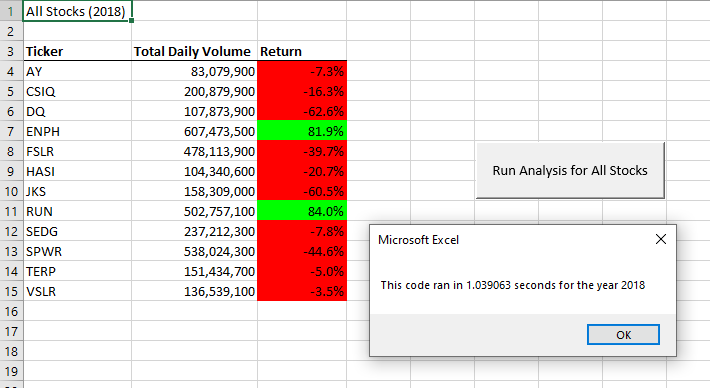 1 All Stocks (2018)
2
3 Ticker Total Daily Volume Return
4 AY 83,079,900 -7.3%
5 CSIQ 200,879,900 -16.3%
6 DQ 107,873,900 -62.6%
7 ENPH 607,473,500 81.9%
8 FSLR 478,113,900 -39.7%
9 HASI 104,340,600 -20.7%
10 JKS 158,309,000 -60.5%
11 RUN 502,757,100 84.0%
12 SEDG 237,212,300 -7.8%
13 SPWR 538,024,300 -44.6%
14 TERP 151,434,700 -5.0%
15 VSLR 136,539,100 -3.5%
16
17
18
19
Run Analysis for All Stocks
Microsoft Excel
This code ran in 1.039063 seconds for the year 2018
OK